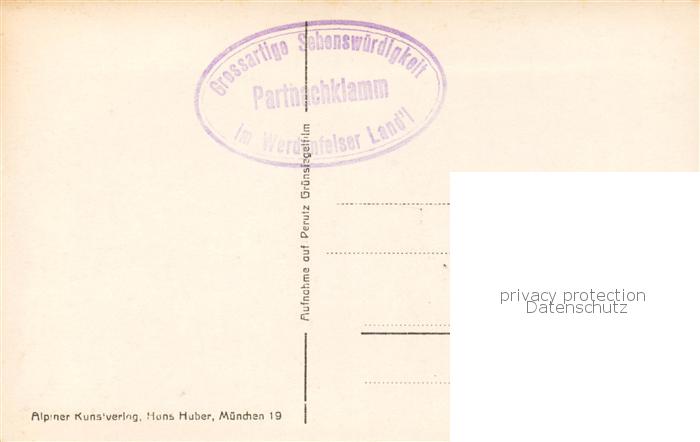 Grossartige Sehenswürdigkeit
Partnachklamm
im Werdenfelser Land'l
Aufnahme auf Perutz Grünsiegelfilm
privacy protection
Datenschutz
Alpiner Kunstverlag, Hans Huber, München 19